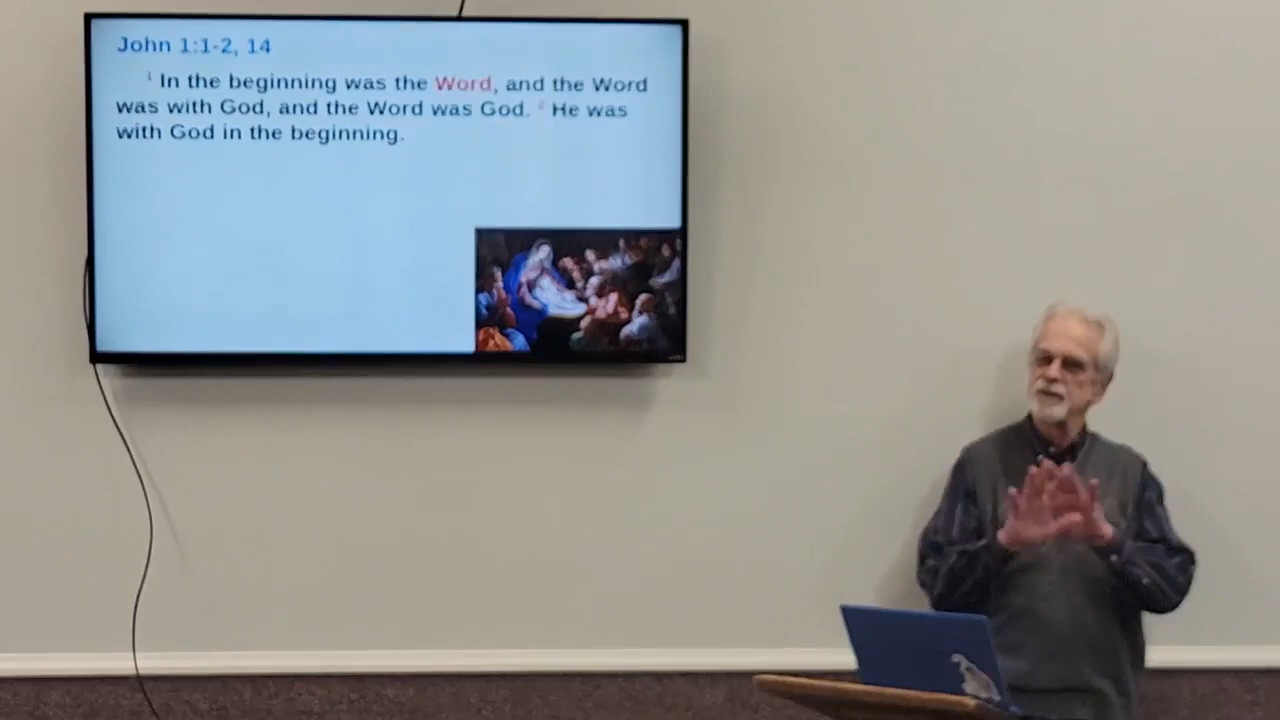 John 1:1-2, 14
1 In the beginning was the Word, and the Word
was with God, and the Word was God. 2 He was
with God in the beginning.